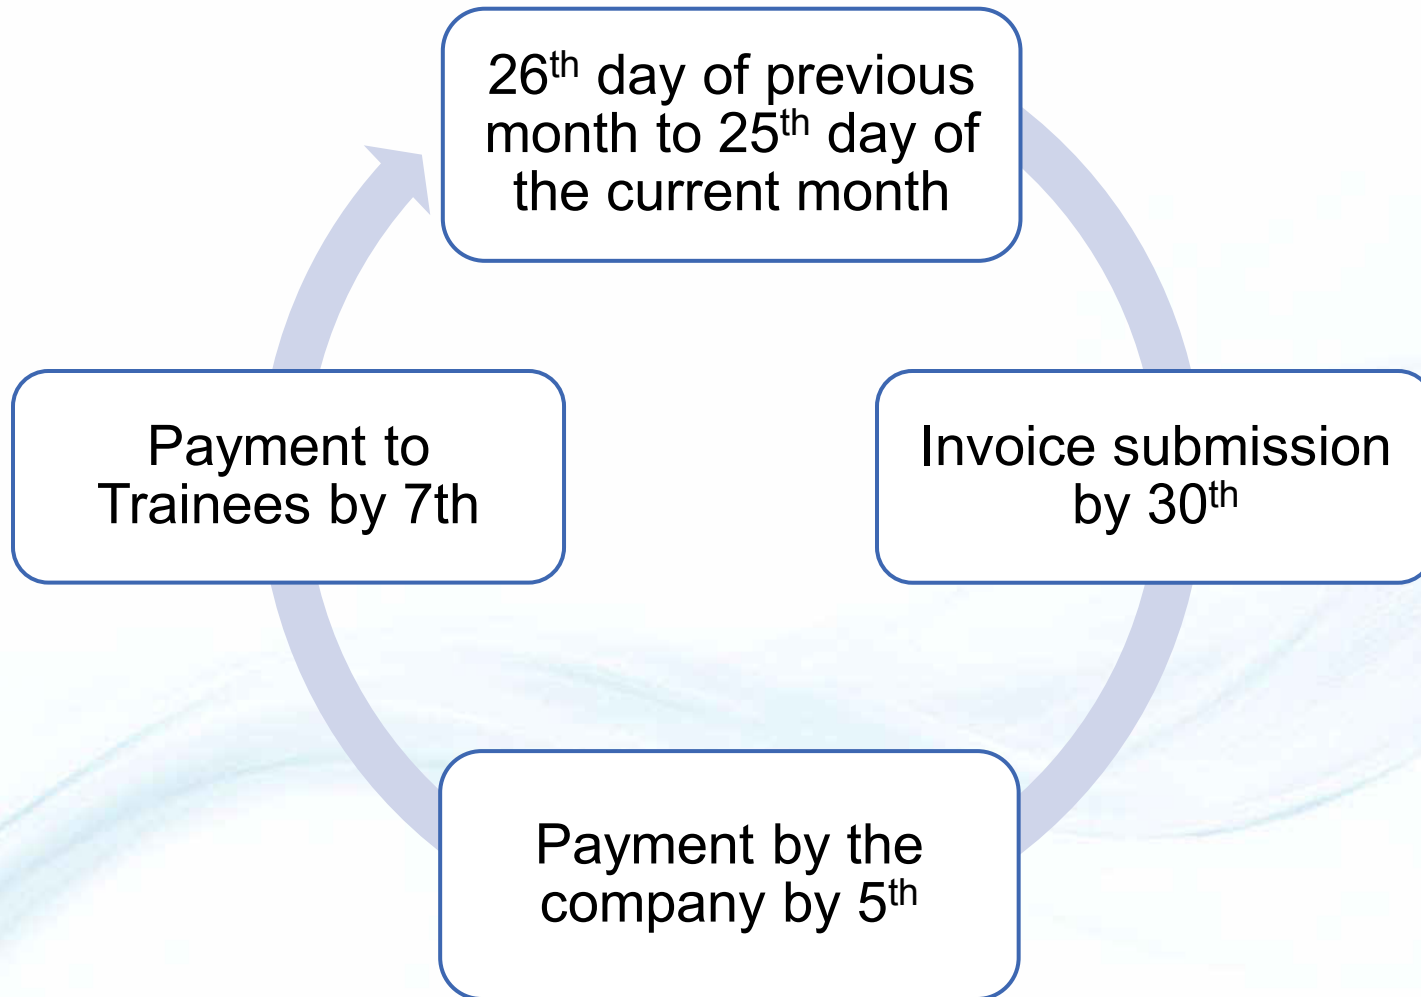 26th day of previous
month to 25th day of
the current month
Invoice submission
by 30th
Payment by the
company by 5th
Payment to
Trainees by 7th